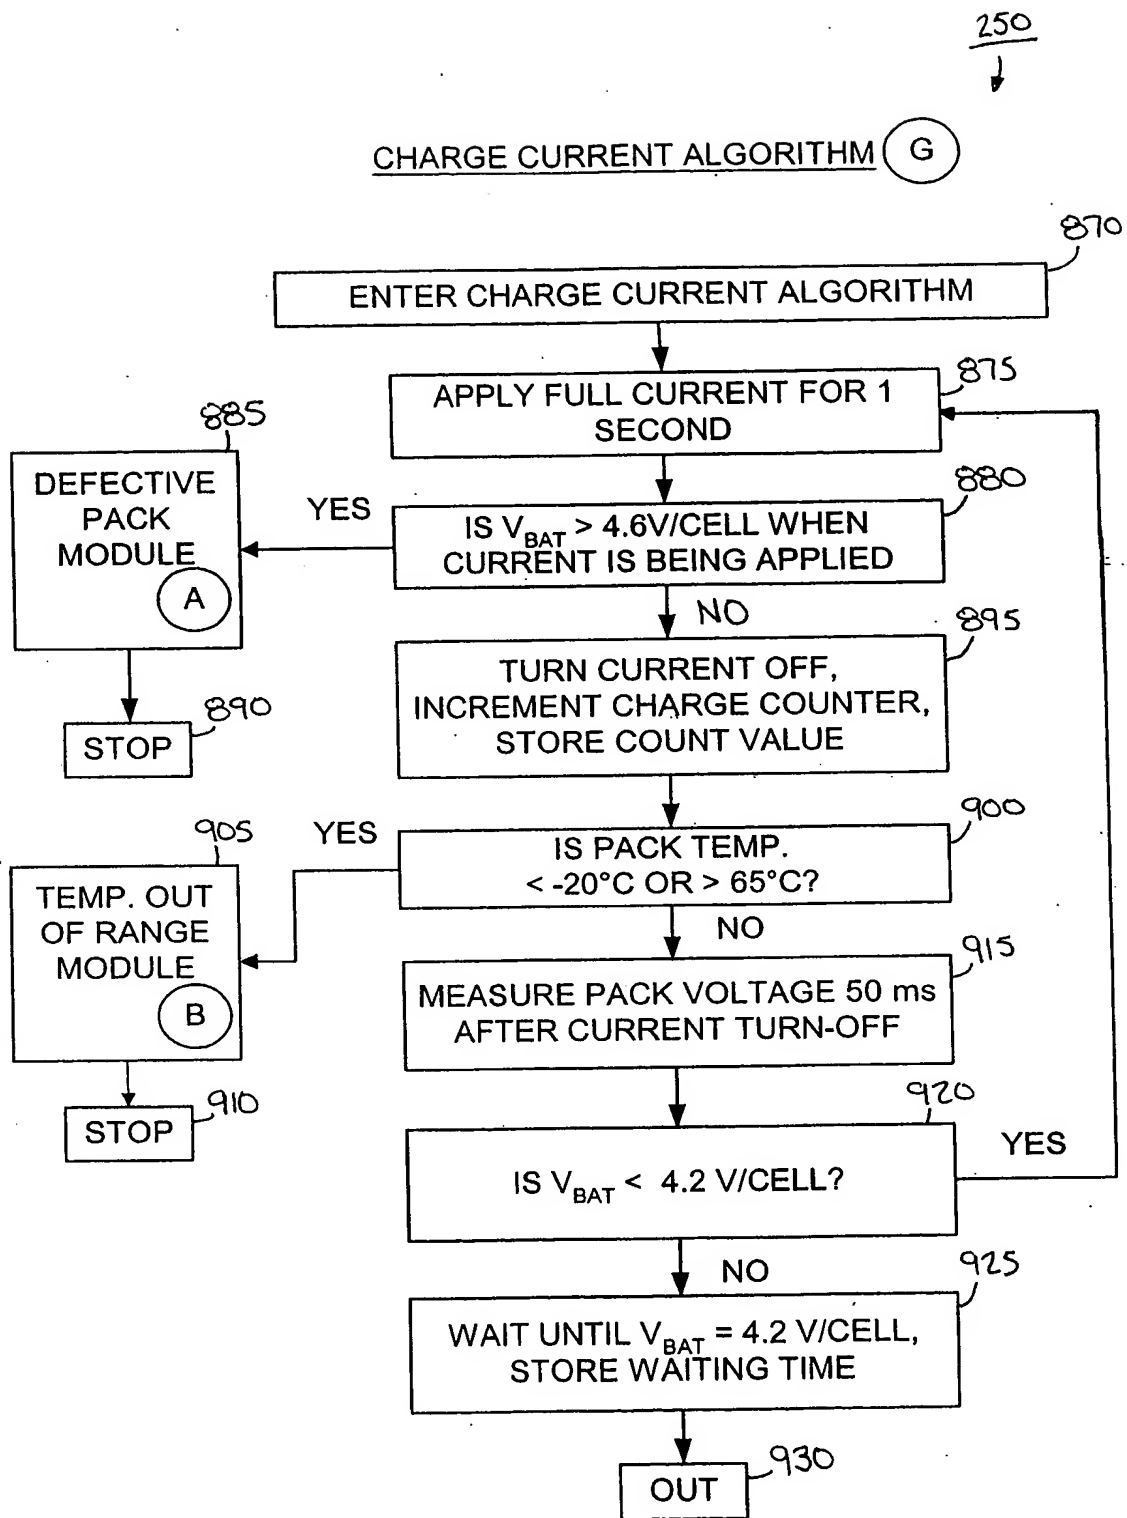 250
CHARGE CURRENT ALGORITHM G
870
ENTER CHARGE CURRENT ALGORITHM
875
APPLY FULL CURRENT FOR 1
SECOND
885
DEFECTIVE
PACK
MODULE
A
YES
880
IS VBAT > 4.6V/CELL WHEN
CURRENT IS BEING APPLIED
NO
890
STOP
895
TURN CURRENT OFF,
INCREMENT CHARGE COUNTER,
STORE COUNT VALUE
905
TEMP. OUT
OF RANGE
MODULE
B
YES
900
IS PACK TEMP.
< -20°C OR > 65°C?
NO
910
STOP
915
MEASURE PACK VOLTAGE 50 ms
AFTER CURRENT TURN-OFF
920
IS VBAT < 4.2 V/CELL?
YES
NO
925
WAIT UNTIL VBAT = 4.2 V/CELL,
STORE WAITING TIME
930
OUT